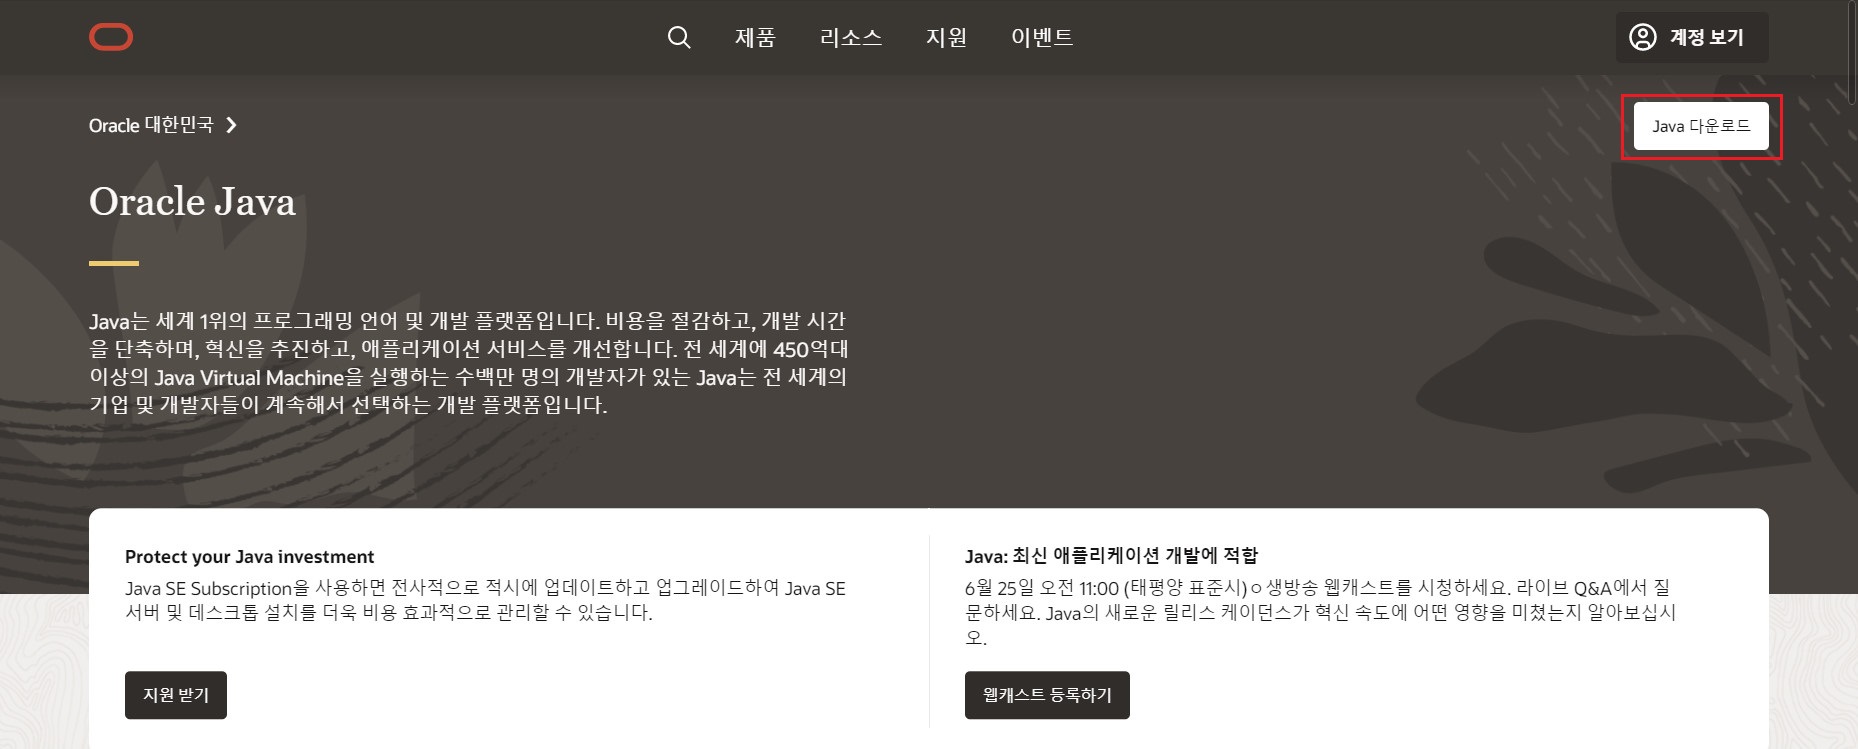 제품 리소스 지원 이벤트 계정 보기
Oracle 대한민국
Java 다운로드
Oracle Java
Java는 세계 1위의 프로그래밍 언어 및 개발 플랫폼입니다. 비용을 절감하고, 개발 시간
을 단축하며, 혁신을 추진하고, 애플리케이션 서비스를 개선합니다. 전 세계에 450억대
이상의 Java Virtual Machine을 실행하는 수백만 명의 개발자가 있는 Java는 전 세계의
기업 및 개발자들이 계속해서 선택하는 개발 플랫폼입니다.
Protect your Java investment
Java SE Subscription을 사용하면 전사적으로 적시에 업데이트하고 업그레이드하여 Java SE
서버 및 데스크톱 설치를 더욱 비용 효과적으로 관리할 수 있습니다.
지원 받기
Java: 최신 애플리케이션 개발에 적합
6월 25일 오전 11:00 (태평양 표준시)ㅇ생방송 웹캐스트를 시청하세요. 라이브 Q&A에서 질
문하세요. Java의 새로운 릴리스 케이던스가 혁신 속도에 어떤 영향을 미쳤는지 알아보십시
오.
웹캐스트 등록하기